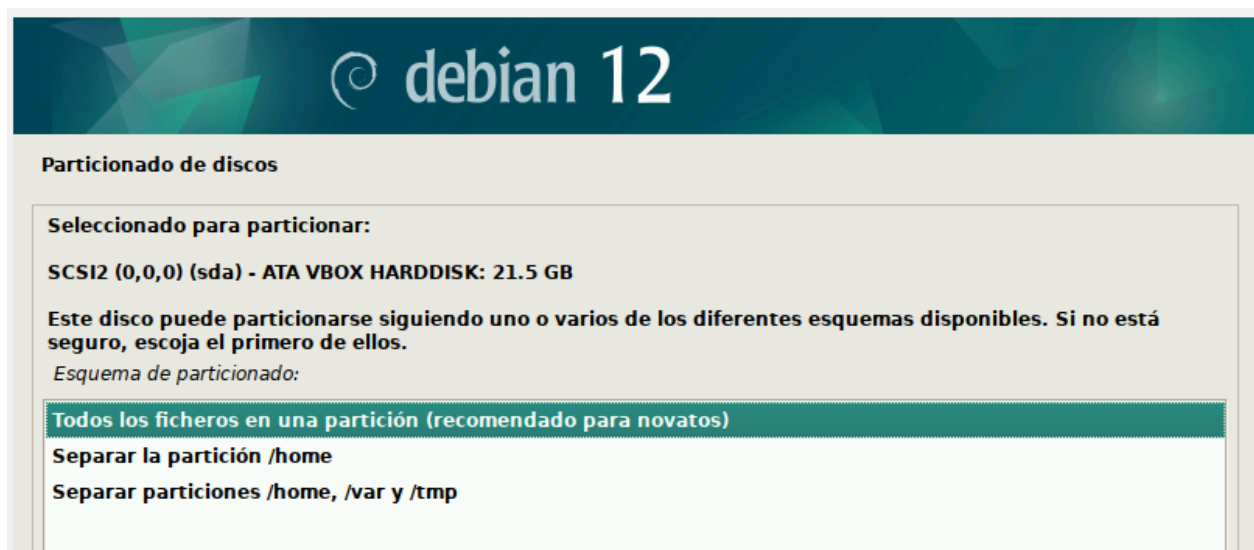 debian 12
Particionado de discos
Seleccionado para particionar:
SCSI2 (0,0,0) (sda) - ATA VBOX HARDDISK: 21.5 GB
Este disco puede particionarse siguiendo uno o varios de los diferentes esquemas disponibles. Si no está
seguro, escoja el primero de ellos.
Esquema de particionado:
Todos los ficheros en una partición (recomendado para novatos)
Separar la partición /home
Separar particiones /home, /var y /tmp